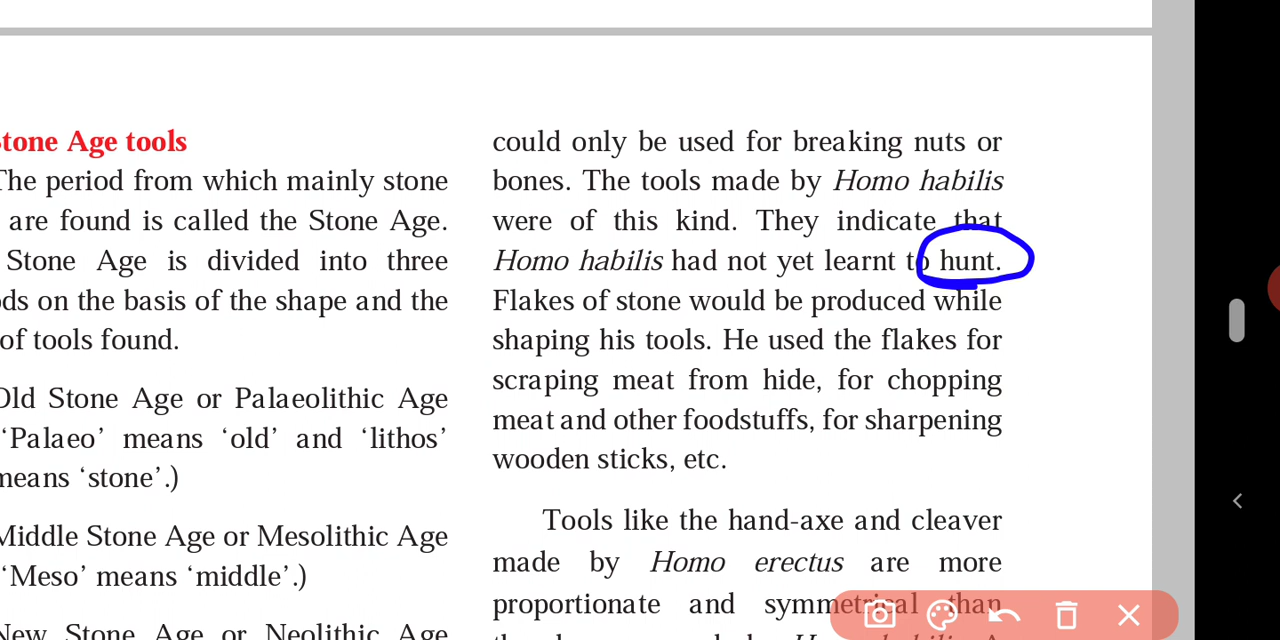 Stone Age tools
The period from which mainly stone
are found is called the Stone Age.
Stone Age is divided into three
ds on the basis of the shape and the
of tools found.
Old Stone Age or Palaeolithic Age
‘Palaeo’ means ‘old’ and ‘lithos’
means ‘stone’.)
Middle Stone Age or Mesolithic Age
‘Meso’ means ‘middle’.)
New Stone Age or Neolithic Age
could only be used for breaking nuts or
bones. The tools made by Homo habilis
were of this kind. They indicate that
Homo habilis had not yet learnt to hunt.
Flakes of stone would be produced while
shaping his tools. He used the flakes for
scraping meat from hide, for chopping
meat and other foodstuffs, for sharpening
wooden sticks, etc.
Tools like the hand-axe and cleaver
made by Homo erectus are more
proportionate and symmetrical than